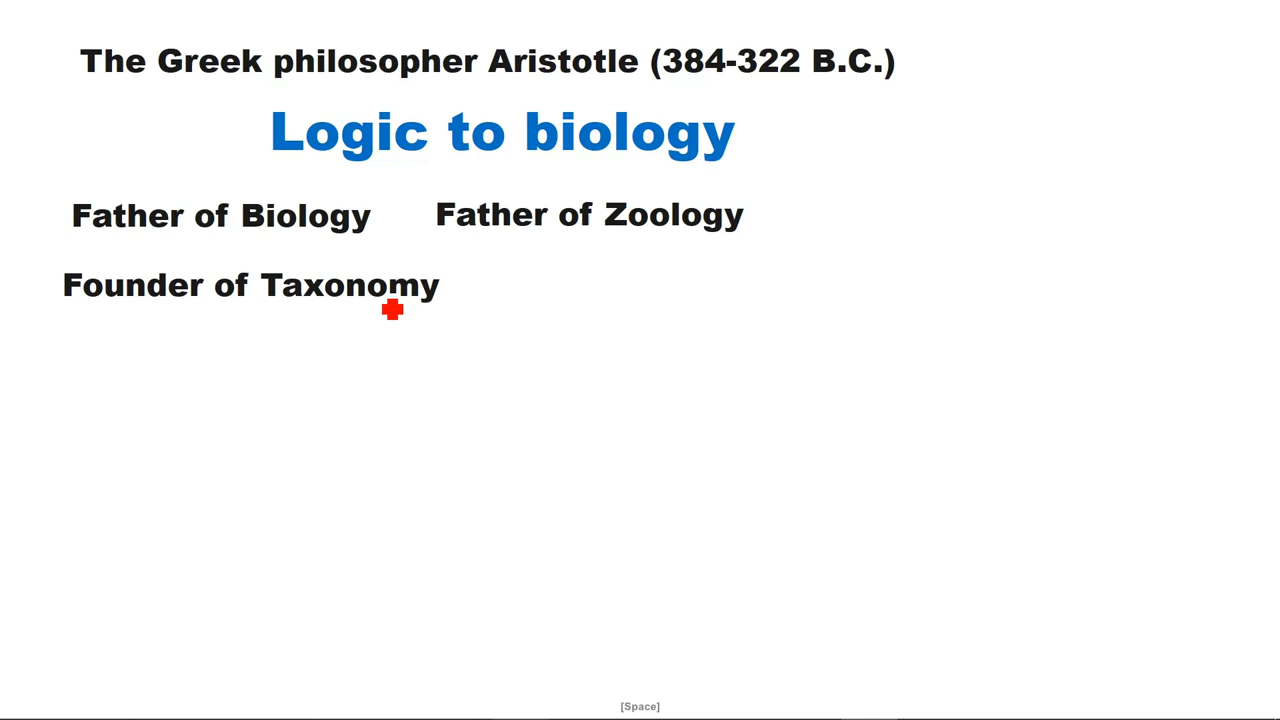 The Greek philosopher Aristotle (384-322 B.C.)
Logic to biology
Father of Biology Father of Zoology
Founder of Taxonomy
[Space]